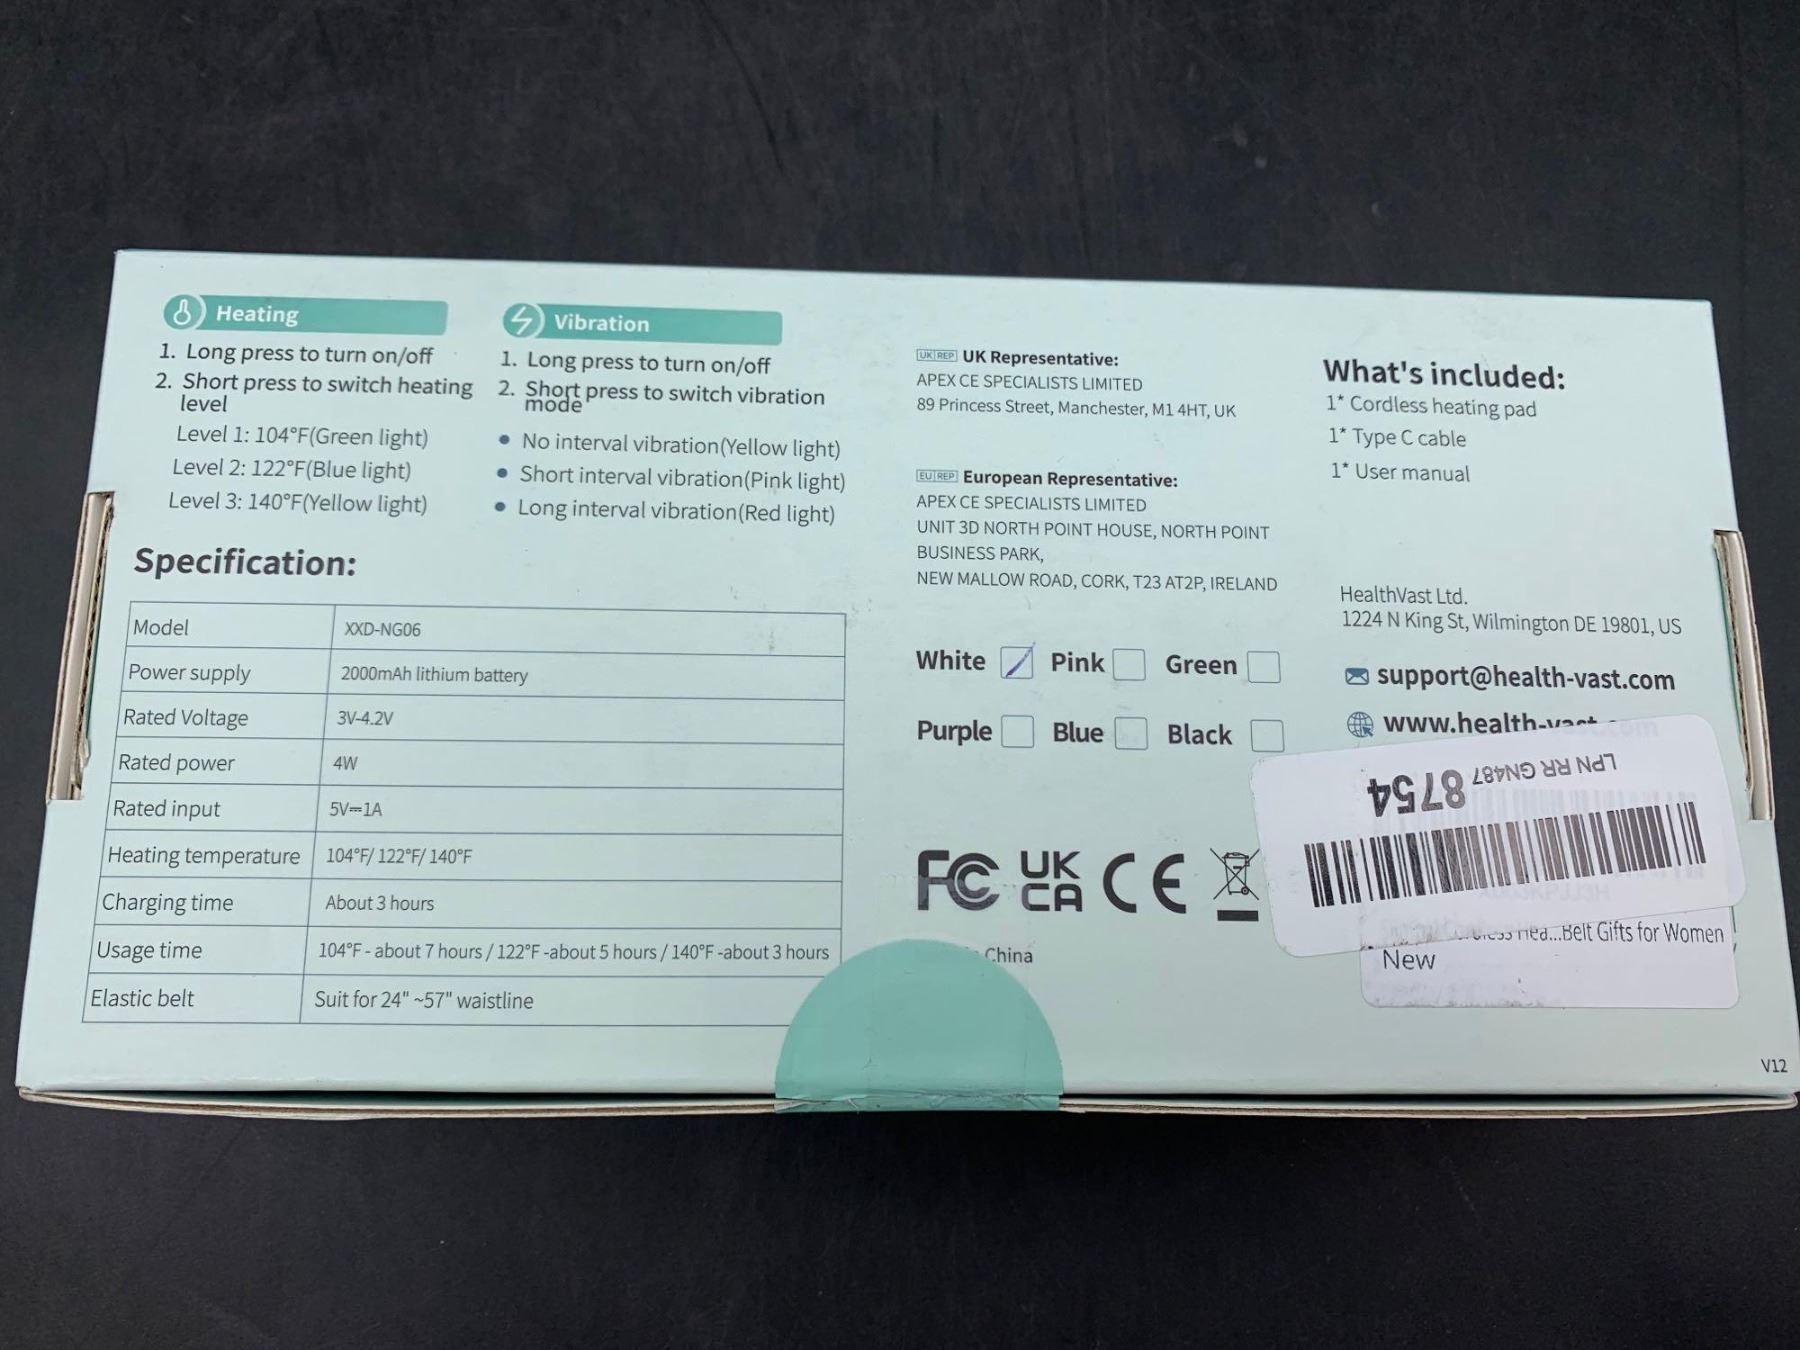 Heating
1. Long press to turn on/off
2. Short press to switch heating
level
Level 1: 104°F(Green light)
Level 2: 122°F(Blue light)
Level 3: 140°F(Yellow light)
Vibration
1. Long press to turn on/off
2. Short press to switch vibration
mode
• No interval vibration(Yellow light)
• Short interval vibration(Pink light)
• Long interval vibration(Red light)
Specification:
Model XXD-NG06
Power supply 2000mAh lithium battery
Rated Voltage 3V-4.2V
Rated power 4W
Rated input 5V⎓1A
Heating temperature 104°F/ 122°F/ 140°F
Charging time About 3 hours
Usage time 104°F - about 7 hours / 122°F -about 5 hours / 140°F -about 3 hours
Elastic belt Suit for 24" ~57" waistline
UK REP UK Representative:
APEX CE SPECIALISTS LIMITED
89 Princess Street, Manchester, M1 4HT, UK
EU REP European Representative:
APEX CE SPECIALISTS LIMITED
UNIT 3D NORTH POINT HOUSE, NORTH POINT
BUSINESS PARK,
NEW MALLOW ROAD, CORK, T23 AT2P, IRELAND
White Pink Green
Purple Blue Black
FC UK CA CE
China
What's included:
1* Cordless heating pad
1* Type C cable
1* User manual
HealthVast Ltd.
1224 N King St, Wilmington DE 19801, US
support@health-vast.com
www.health-vast.com
LPN RR GN487 8754
Hea...Belt Gifts for Women
New
V12